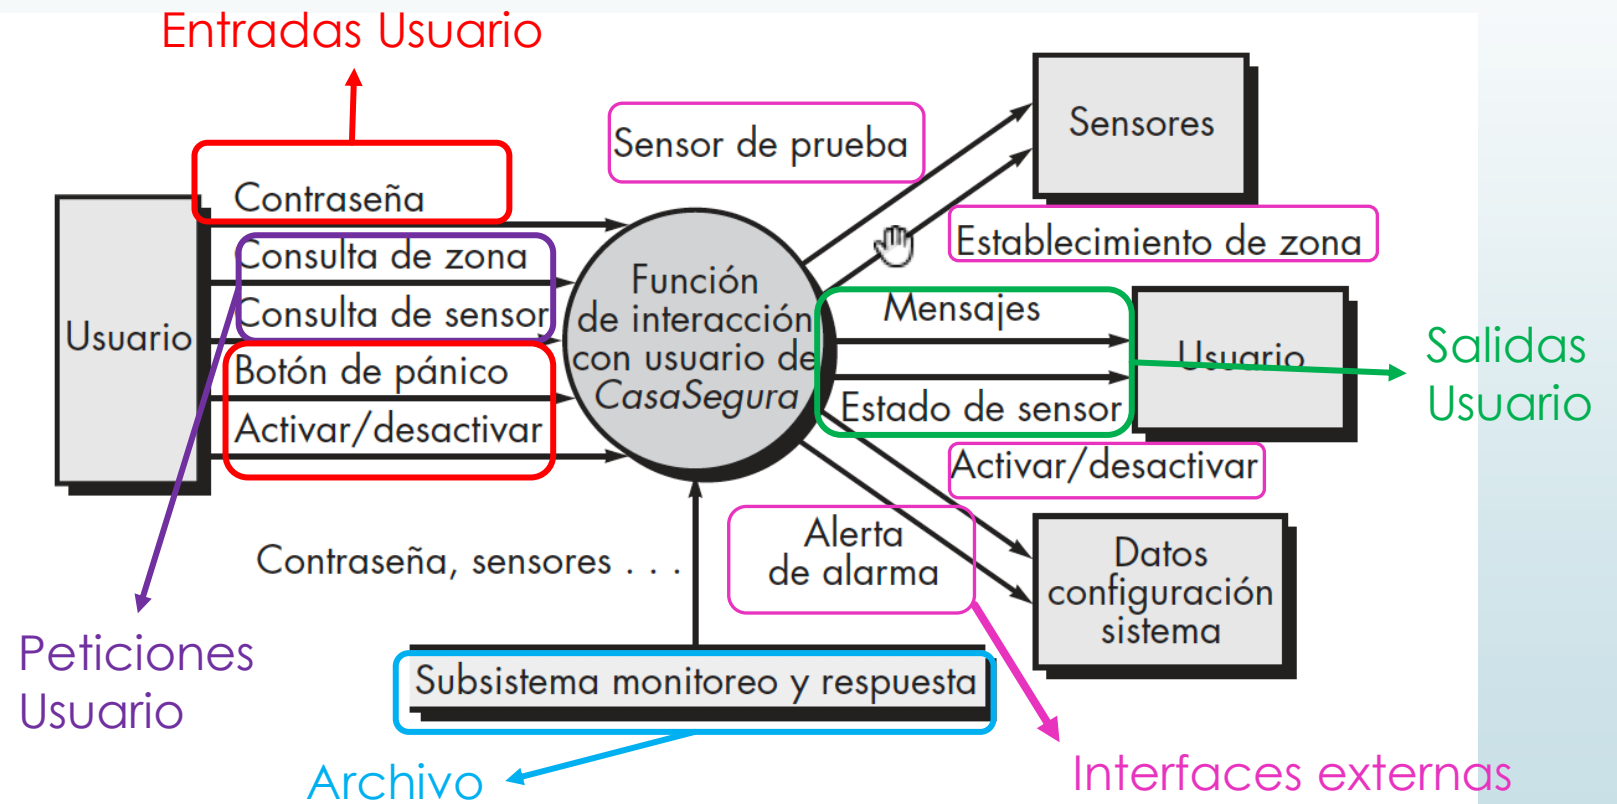 Entradas Usuario
Sensor de prueba
Sensores
Contraseña
Consulta de zona
Consulta de sensor
Botón de pánico
Activar/desactivar
Usuario
Función
de interacción
con usuario de
CasaSegura
Establecimiento de zona
Mensajes
Estado de sensor
Usuario
Salidas
Usuario
Activar/desactivar
Alerta
de alarma
Datos
configuración
sistema
Contraseña, sensores . . .
Subsistema monitoreo y respuesta
Peticiones
Usuario
Archivo
Interfaces externas